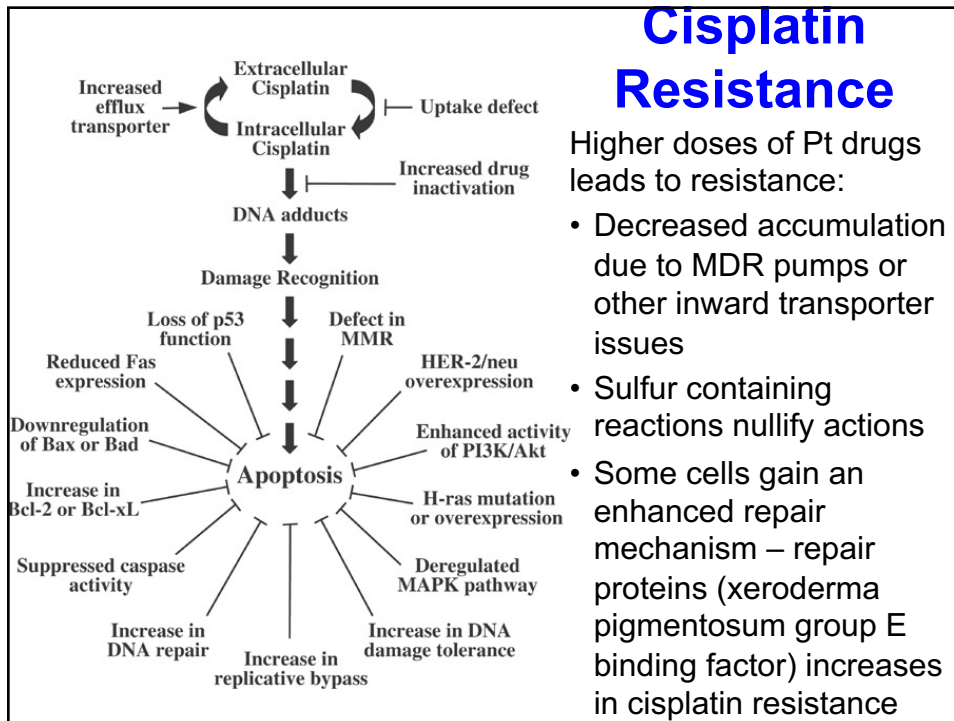 Cisplatin
Resistance
Extracellular
Cisplatin
Increased
efflux
transporter
Uptake defect
Intracellular
Cisplatin
Increased drug
inactivation
DNA adducts
Damage Recognition
Loss of p53
function
Defect in
MMR
Reduced Fas
expression
HER-2/neu
overexpression
Downregulation
of Bax or Bad
Enhanced activity
of PI3K/Akt
Apoptosis
Increase in
Bcl-2 or Bcl-xL
H-ras mutation
or overexpression
Suppressed caspase
activity
Deregulated
MAPK pathway
Increase in
DNA repair
Increase in
replicative bypass
Increase in DNA
damage tolerance
Higher doses of Pt drugs
leads to resistance:
• Decreased accumulation
due to MDR pumps or
other inward transporter
issues
• Sulfur containing
reactions nullify actions
• Some cells gain an
enhanced repair
mechanism – repair
proteins (xeroderma
pigmentosum group E
binding factor) increases
in cisplatin resistance